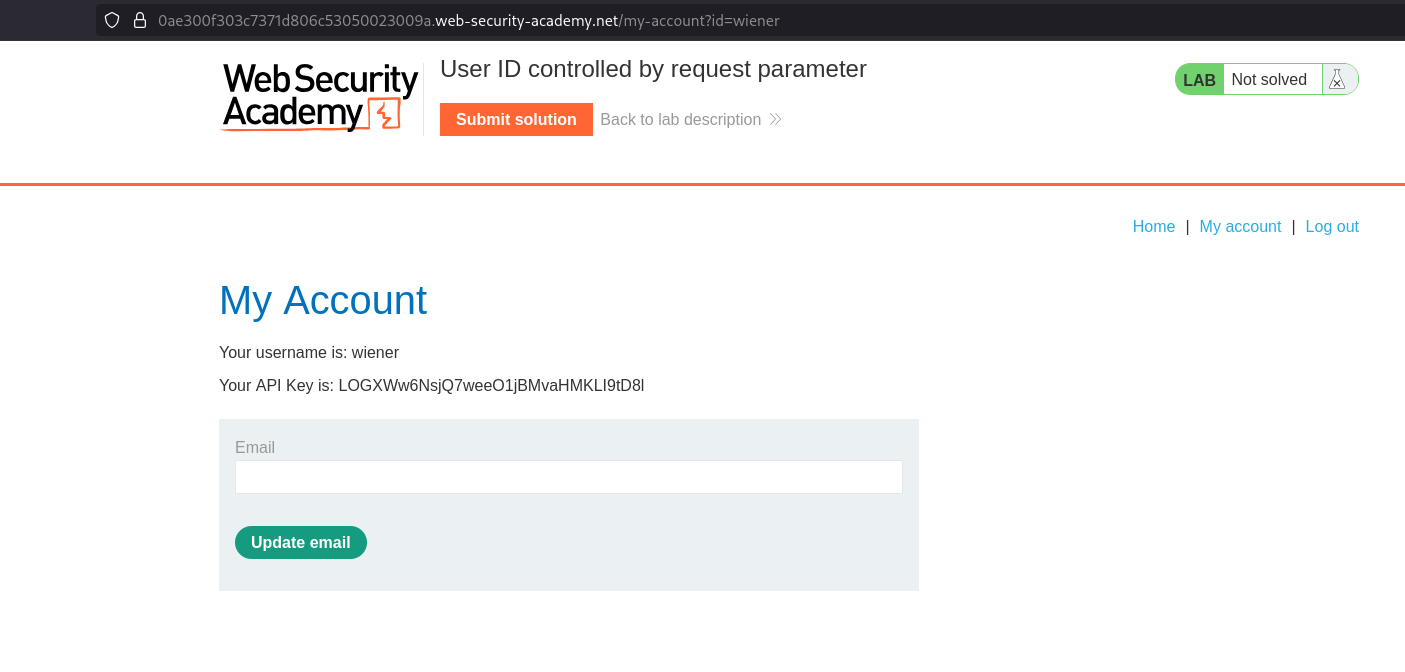 0ae300f303c7371d806c53050023009a.web-security-academy.net/my-account?id=wiener
Web Security
Academy
User ID controlled by request parameter
Submit solution
Back to lab description
LAB Not solved
Home | My account | Log out
My Account
Your username is: wiener
Your API Key is: LOGXWw6NsjQ7weeO1jBMvaHMKLI9tD8l
Email
Update email